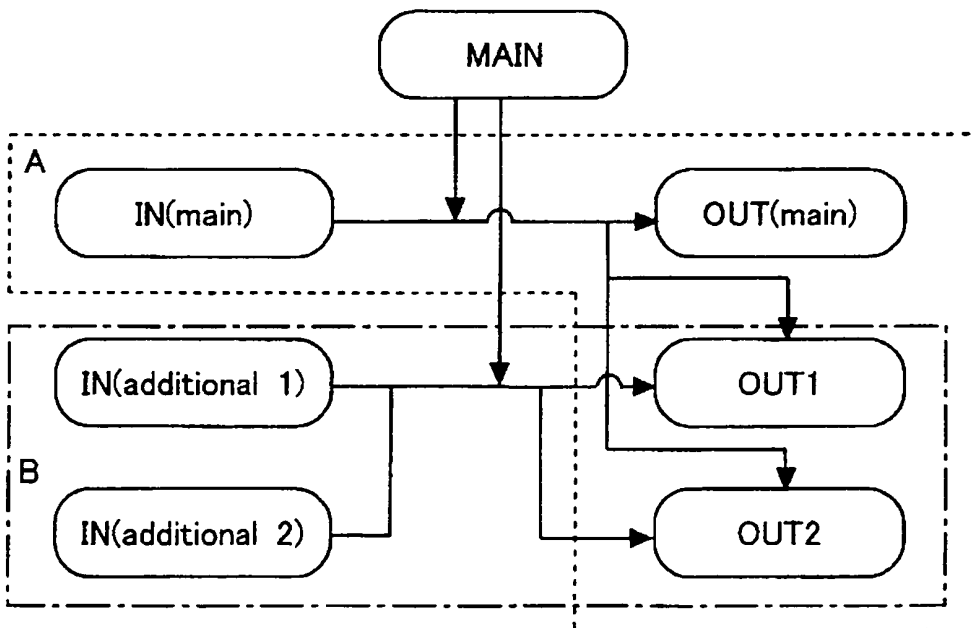 MAIN
A
IN(main)
OUT(main)
IN(additional 1)
OUT1
B
IN(additional 2)
OUT2